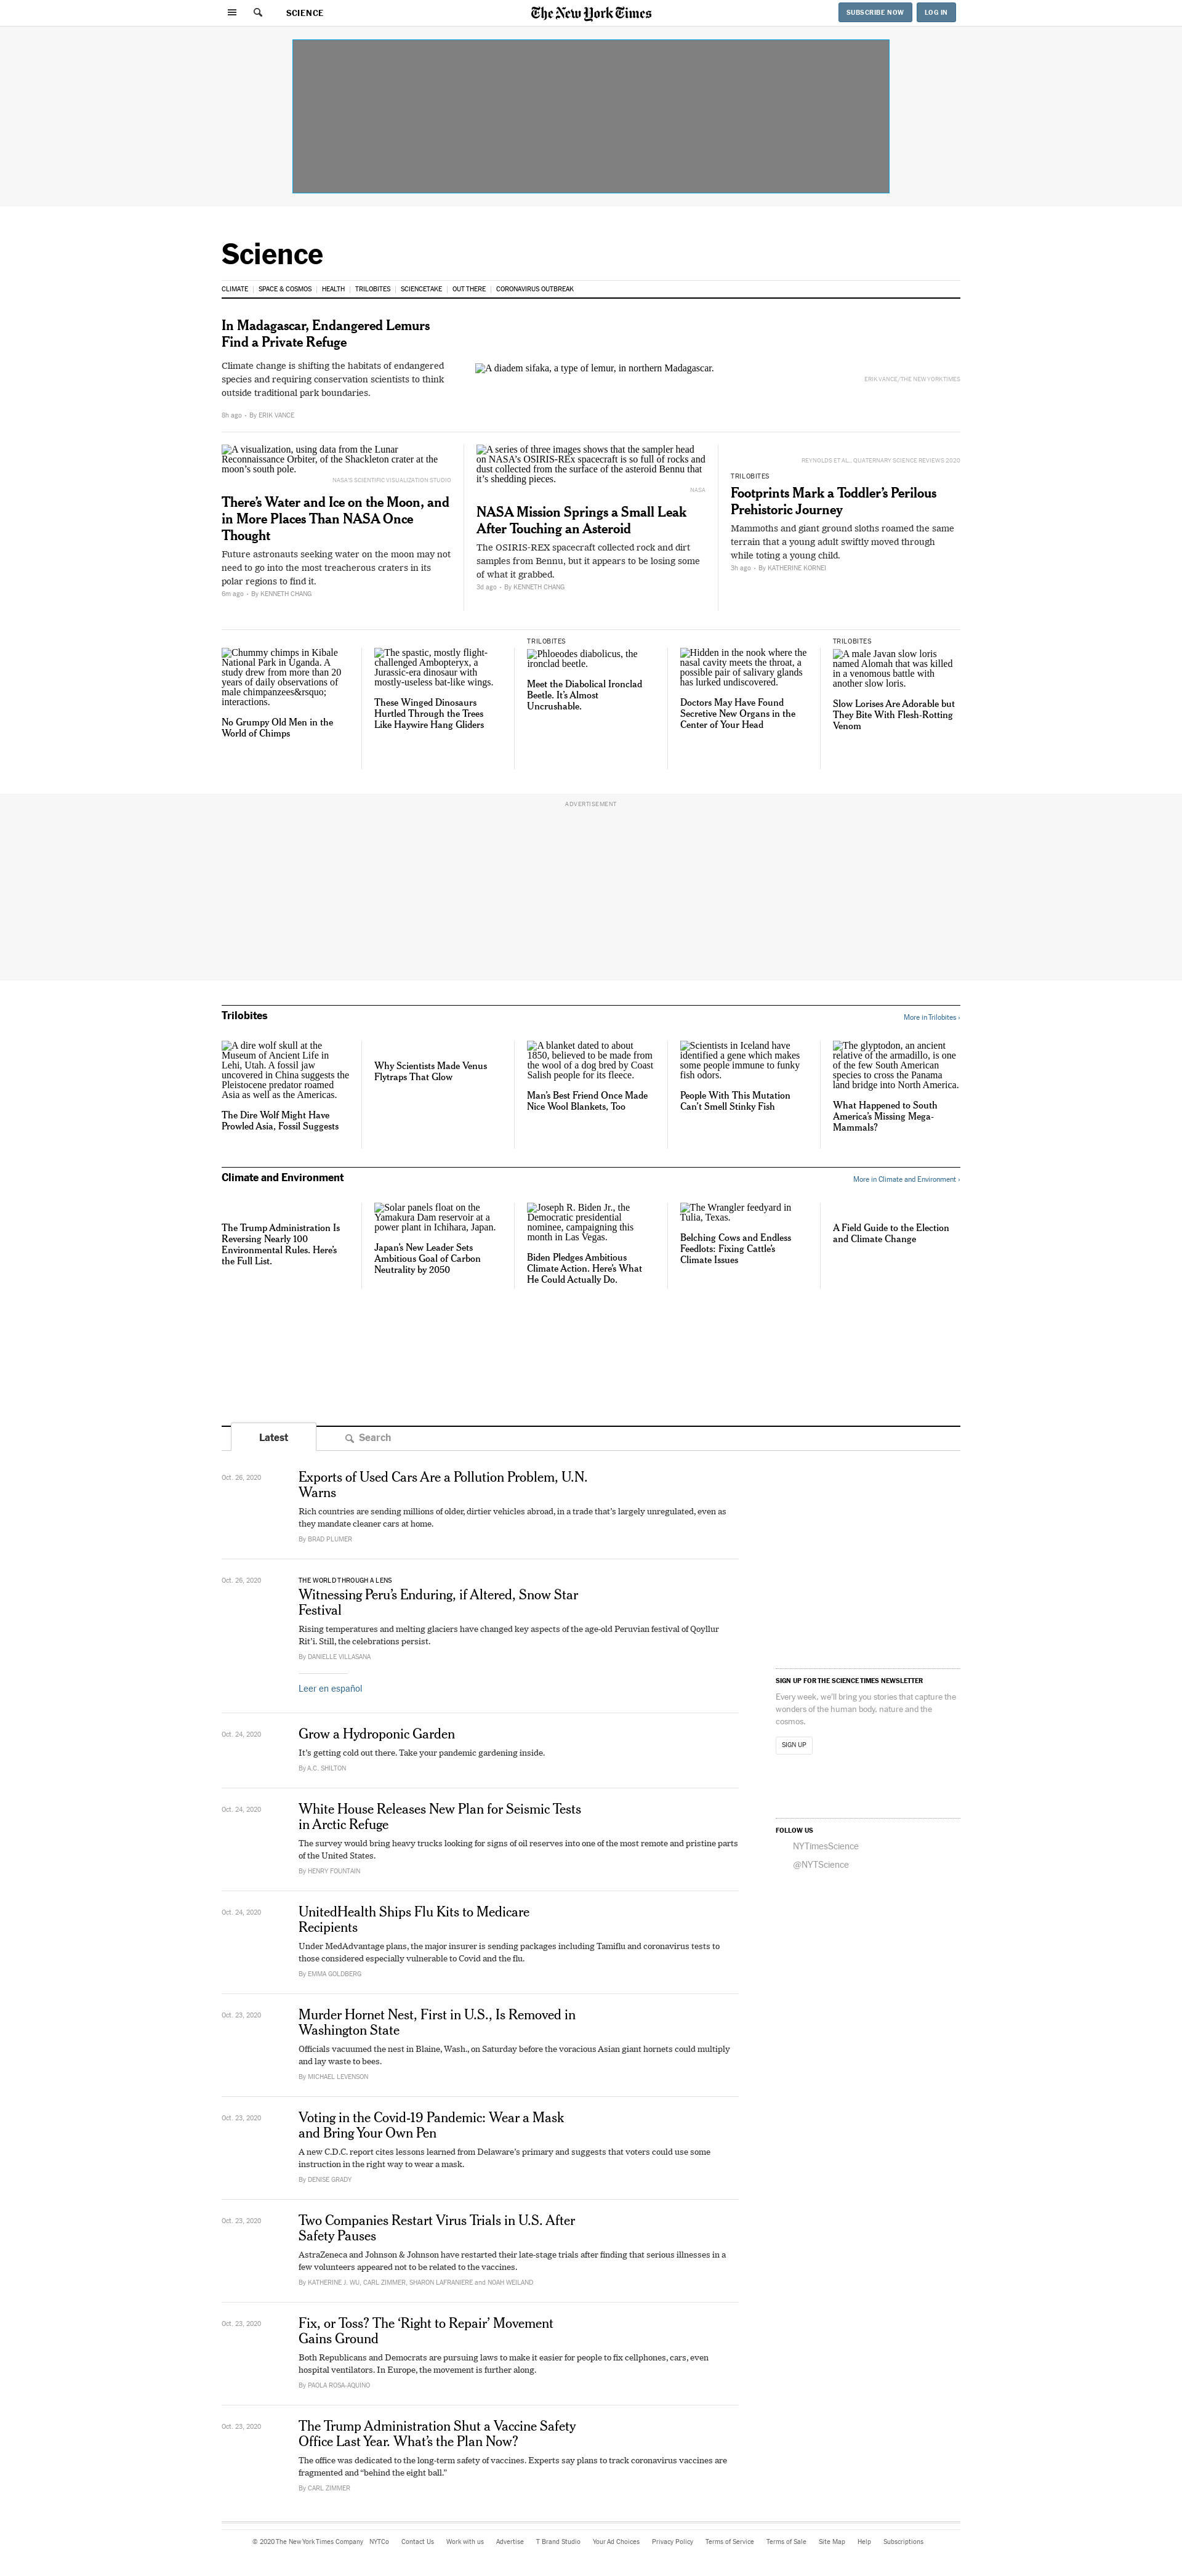 SCIENCE
The New York Times
SUBSCRIBE NOW
LOG IN
Science
CLIMATE
SPACE & COSMOS
HEALTH
TRILOBITES
SCIENCETAKE
OUT THERE
CORONAVIRUS OUTBREAK
In Madagascar, Endangered Lemurs
Find a Private Refuge
Climate change is shifting the habitats of endangered
species and requiring conservation scientists to think
outside traditional park boundaries.
8h ago • By ERIK VANCE
A diadem sifaka, a type of lemur, in northern Madagascar.
ERIK VANCE/THE NEW YORK TIMES
A visualization, using data from the Lunar
Reconnaissance Orbiter, of the Shackleton crater at the
moon’s south pole.
NASA'S SCIENTIFIC VISUALIZATION STUDIO
There’s Water and Ice on the Moon, and
in More Places Than NASA Once
Thought
Future astronauts seeking water on the moon may not
need to go into the most treacherous craters in its
polar regions to find it.
6m ago • By KENNETH CHANG
A series of three images shows that the sampler head
on NASA’s OSIRIS-REx spacecraft is so full of rocks and
dust collected from the surface of the asteroid Bennu that
it’s shedding pieces.
NASA
NASA Mission Springs a Small Leak
After Touching an Asteroid
The OSIRIS-REX spacecraft collected rock and dirt
samples from Bennu, but it appears to be losing some
of what it grabbed.
3d ago • By KENNETH CHANG
REYNOLDS ET AL., QUATERNARY SCIENCE REVIEWS 2020
TRILOBITES
Footprints Mark a Toddler’s Perilous
Prehistoric Journey
Mammoths and giant ground sloths roamed the same
terrain that a young adult swiftly moved through
while toting a young child.
3h ago • By KATHERINE KORNEI
Chummy chimps in Kibale
National Park in Uganda. A
study drew from more than 20
years of daily observations of
male chimpanzees&rsquo;
interactions.
No Grumpy Old Men in the
World of Chimps
The spastic, mostly flight-
challenged Ambopteryx, a
Jurassic-era dinosaur with
mostly-useless bat-like wings.
These Winged Dinosaurs
Hurtled Through the Trees
Like Haywire Hang Gliders
TRILOBITES
Phloeodes diabolicus, the
ironclad beetle.
Meet the Diabolical Ironclad
Beetle. It’s Almost
Uncrushable.
Hidden in the nook where the
nasal cavity meets the throat, a
possible pair of salivary glands
has lurked undiscovered.
Doctors May Have Found
Secretive New Organs in the
Center of Your Head
TRILOBITES
A male Javan slow loris
named Alomah that was killed
in a venomous battle with
another slow loris.
Slow Lorises Are Adorable but
They Bite With Flesh-Rotting
Venom
ADVERTISEMENT
Trilobites
More in Trilobites ›
A dire wolf skull at the
Museum of Ancient Life in
Lehi, Utah. A fossil jaw
uncovered in China suggests the
Pleistocene predator roamed
Asia as well as the Americas.
The Dire Wolf Might Have
Prowled Asia, Fossil Suggests
Why Scientists Made Venus
Flytraps That Glow
A blanket dated to about
1850, believed to be made from
the wool of a dog bred by Coast
Salish people for its fleece.
Man’s Best Friend Once Made
Nice Wool Blankets, Too
Scientists in Iceland have
identified a gene which makes
some people immune to funky
fish odors.
People With This Mutation
Can’t Smell Stinky Fish
The glyptodon, an ancient
relative of the armadillo, is one
of the few South American
species to cross the Panama
land bridge into North America.
What Happened to South
America’s Missing Mega-
Mammals?
Climate and Environment
More in Climate and Environment ›
The Trump Administration Is
Reversing Nearly 100
Environmental Rules. Here’s
the Full List.
Solar panels float on the
Yamakura Dam reservoir at a
power plant in Ichihara, Japan.
Japan’s New Leader Sets
Ambitious Goal of Carbon
Neutrality by 2050
Joseph R. Biden Jr., the
Democratic presidential
nominee, campaigning this
month in Las Vegas.
Biden Pledges Ambitious
Climate Action. Here’s What
He Could Actually Do.
The Wrangler feedyard in
Tulia, Texas.
Belching Cows and Endless
Feedlots: Fixing Cattle’s
Climate Issues
A Field Guide to the Election
and Climate Change
Latest
Search
Oct. 26, 2020
Exports of Used Cars Are a Pollution Problem, U.N.
Warns
Rich countries are sending millions of older, dirtier vehicles abroad, in a trade that’s largely unregulated, even as
they mandate cleaner cars at home.
By BRAD PLUMER
Oct. 26, 2020
THE WORLD THROUGH A LENS
Witnessing Peru’s Enduring, if Altered, Snow Star
Festival
Rising temperatures and melting glaciers have changed key aspects of the age-old Peruvian festival of Qoyllur
Rit’i. Still, the celebrations persist.
By DANIELLE VILLASANA
Leer en español
Oct. 24, 2020
Grow a Hydroponic Garden
It’s getting cold out there. Take your pandemic gardening inside.
By A.C. SHILTON
Oct. 24, 2020
White House Releases New Plan for Seismic Tests
in Arctic Refuge
The survey would bring heavy trucks looking for signs of oil reserves into one of the most remote and pristine parts
of the United States.
By HENRY FOUNTAIN
Oct. 24, 2020
UnitedHealth Ships Flu Kits to Medicare
Recipients
Under MedAdvantage plans, the major insurer is sending packages including Tamiflu and coronavirus tests to
those considered especially vulnerable to Covid and the flu.
By EMMA GOLDBERG
Oct. 23, 2020
Murder Hornet Nest, First in U.S., Is Removed in
Washington State
Officials vacuumed the nest in Blaine, Wash., on Saturday before the voracious Asian giant hornets could multiply
and lay waste to bees.
By MICHAEL LEVENSON
Oct. 23, 2020
Voting in the Covid-19 Pandemic: Wear a Mask
and Bring Your Own Pen
A new C.D.C. report cites lessons learned from Delaware’s primary and suggests that voters could use some
instruction in the right way to wear a mask.
By DENISE GRADY
Oct. 23, 2020
Two Companies Restart Virus Trials in U.S. After
Safety Pauses
AstraZeneca and Johnson & Johnson have restarted their late-stage trials after finding that serious illnesses in a
few volunteers appeared not to be related to the vaccines.
By KATHERINE J. WU, CARL ZIMMER, SHARON LAFRANIERE and NOAH WEILAND
Oct. 23, 2020
Fix, or Toss? The ‘Right to Repair’ Movement
Gains Ground
Both Republicans and Democrats are pursuing laws to make it easier for people to fix cellphones, cars, even
hospital ventilators. In Europe, the movement is further along.
By PAOLA ROSA-AQUINO
Oct. 23, 2020
The Trump Administration Shut a Vaccine Safety
Office Last Year. What’s the Plan Now?
The office was dedicated to the long-term safety of vaccines. Experts say plans to track coronavirus vaccines are
fragmented and “behind the eight ball.”
By CARL ZIMMER
SIGN UP FOR THE SCIENCE TIMES NEWSLETTER
Every week, we'll bring you stories that capture the
wonders of the human body, nature and the
cosmos.
SIGN UP
FOLLOW US
NYTimesScience
@NYTScience
© 2020 The New York Times Company
NYTCo
Contact Us
Work with us
Advertise
T Brand Studio
Your Ad Choices
Privacy Policy
Terms of Service
Terms of Sale
Site Map
Help
Subscriptions